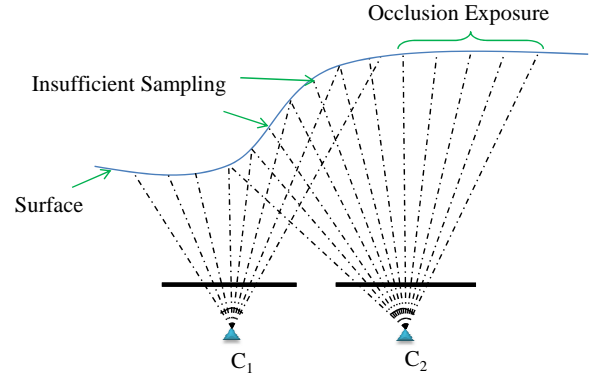 Occlusion Exposure
Insufficient Sampling
Surface
C1
C2